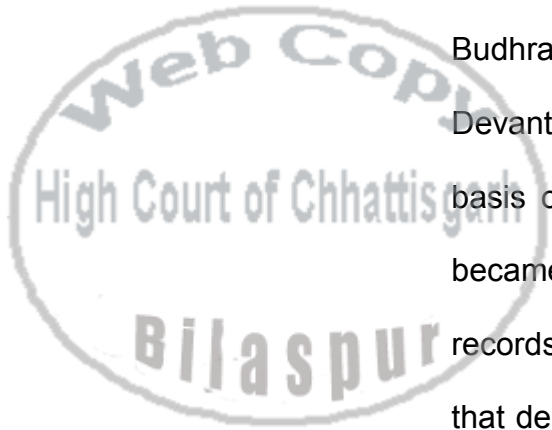 Web Copy
High Court of Chhattisgarh
Bilaspur
Budhra
Devant
basis o
became
records
that de